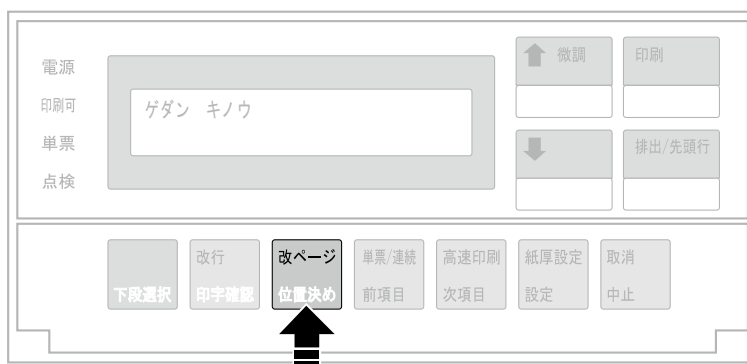 電源
印刷可
単票
点検
ゲダン キノウ
微調
印刷
排出/先頭行
下段選択
改行
印字確認
改ページ
位置決め
単票/連続
前項目
高速印刷
次項目
紙厚設定
設定
取消
中止